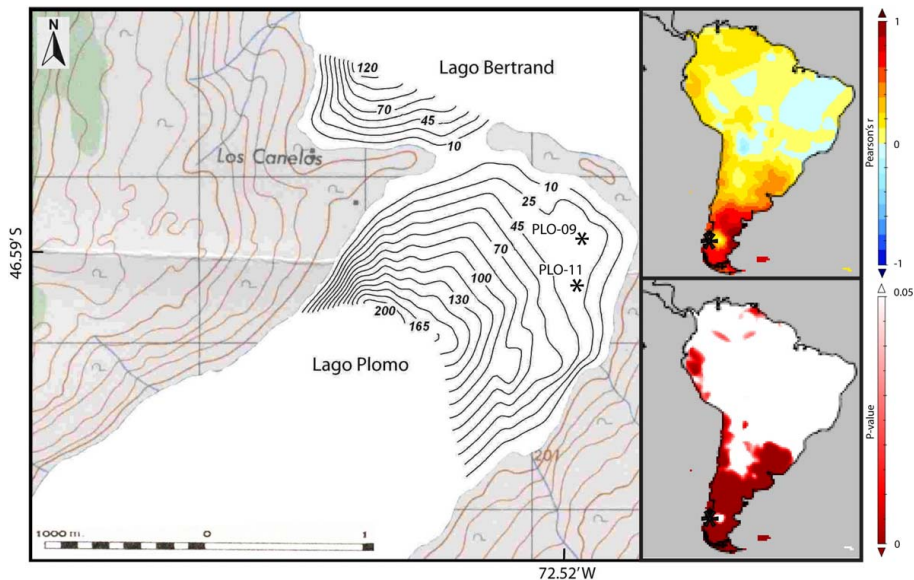 N
Lago Bertrand
120
70
45
10
Los Canelos
10
25
45
PLO-09
70
PLO-11
100
130
200
165
Lago Plomo
201
1000 m.
0
1
46.59' S
72.52' W
1
0
-1
Pearson's r
0.05
0
P-value